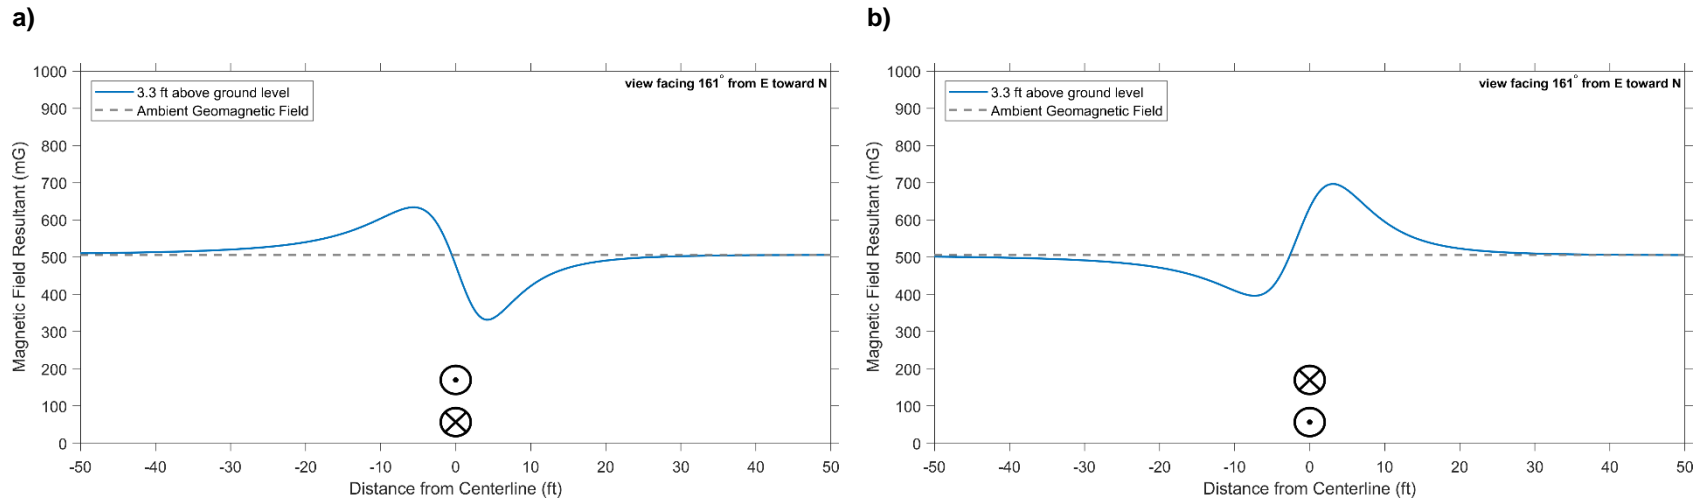 a)
view facing 161° from E toward N
3.3 ft above ground level
Ambient Geomagnetic Field
Magnetic Field Resultant (mG)
1000
900
800
700
600
500
400
300
200
100
0
-50 -40 -30 -20 -10 0 10 20 30 40 50
Distance from Centerline (ft)
b)
view facing 161° from E toward N
3.3 ft above ground level
Ambient Geomagnetic Field
Magnetic Field Resultant (mG)
1000
900
800
700
600
500
400
300
200
100
0
-50 -40 -30 -20 -10 0 10 20 30 40 50
Distance from Centerline (ft)